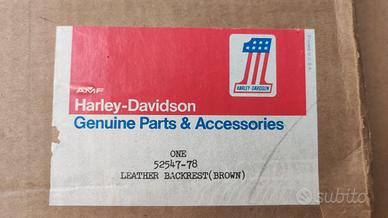 HARLEY-DAVIDSON
AMF
Harley-Davidson
Genuine Parts & Accessories
ONE
52547-78
LEATHER BACKREST(BROWN)
subito